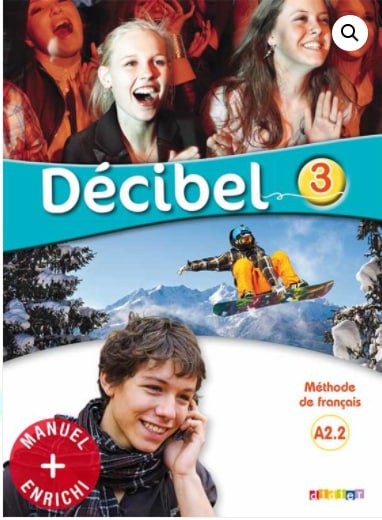 Décibel 3
Méthode
de français
A2.2
MANUEL
+
ENRICHI
didier